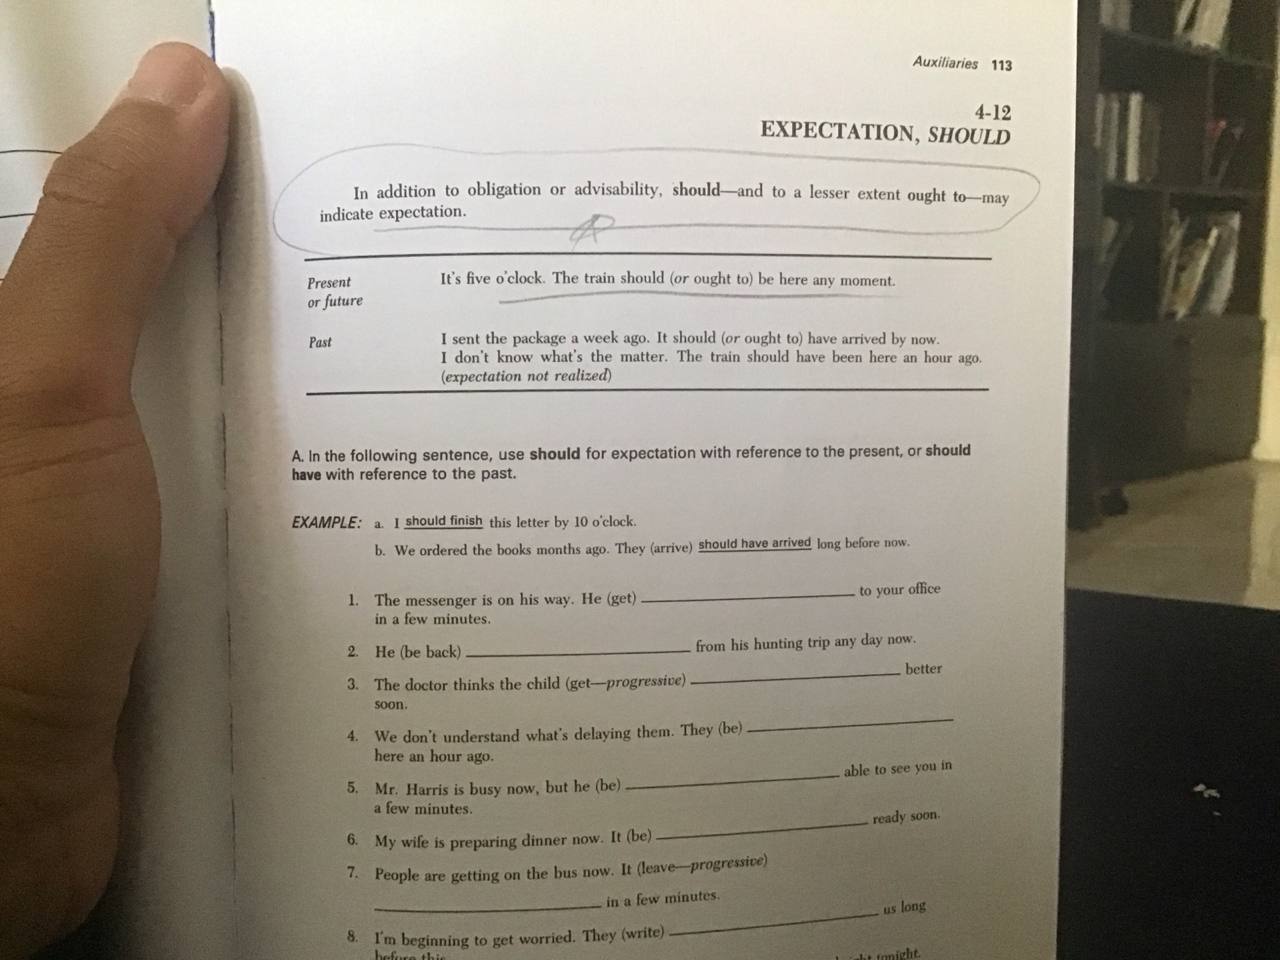 Auxiliaries 113
4-12
EXPECTATION, SHOULD
In addition to obligation or advisability, should—and to a lesser extent ought to—may
indicate expectation.
Present
or future
It's five o'clock. The train should (or ought to) be here any moment.
Past
I sent the package a week ago. It should (or ought to) have arrived by now.
I don't know what's the matter. The train should have been here an hour ago.
(expectation not realized)
A. In the following sentence, use should for expectation with reference to the present, or should
have with reference to the past.
EXAMPLE: a. I should finish this letter by 10 o'clock.
b. We ordered the books months ago. They (arrive) should have arrived long before now.
1. The messenger is on his way. He (get) ____ to your office
in a few minutes.
2. He (be back) ____ from his hunting trip any day now.
3. The doctor thinks the child (get—progressive) ____ better
soon.
4. We don't understand what's delaying them. They (be) ____
here an hour ago.
5. Mr. Harris is busy now, but he (be) ____ able to see you in
a few minutes.
6. My wife is preparing dinner now. It (be) ____ ready soon.
7. People are getting on the bus now. It (leave—progressive)
____ in a few minutes.
8. I'm beginning to get worried. They (write) ____ us long
before this
tonight.